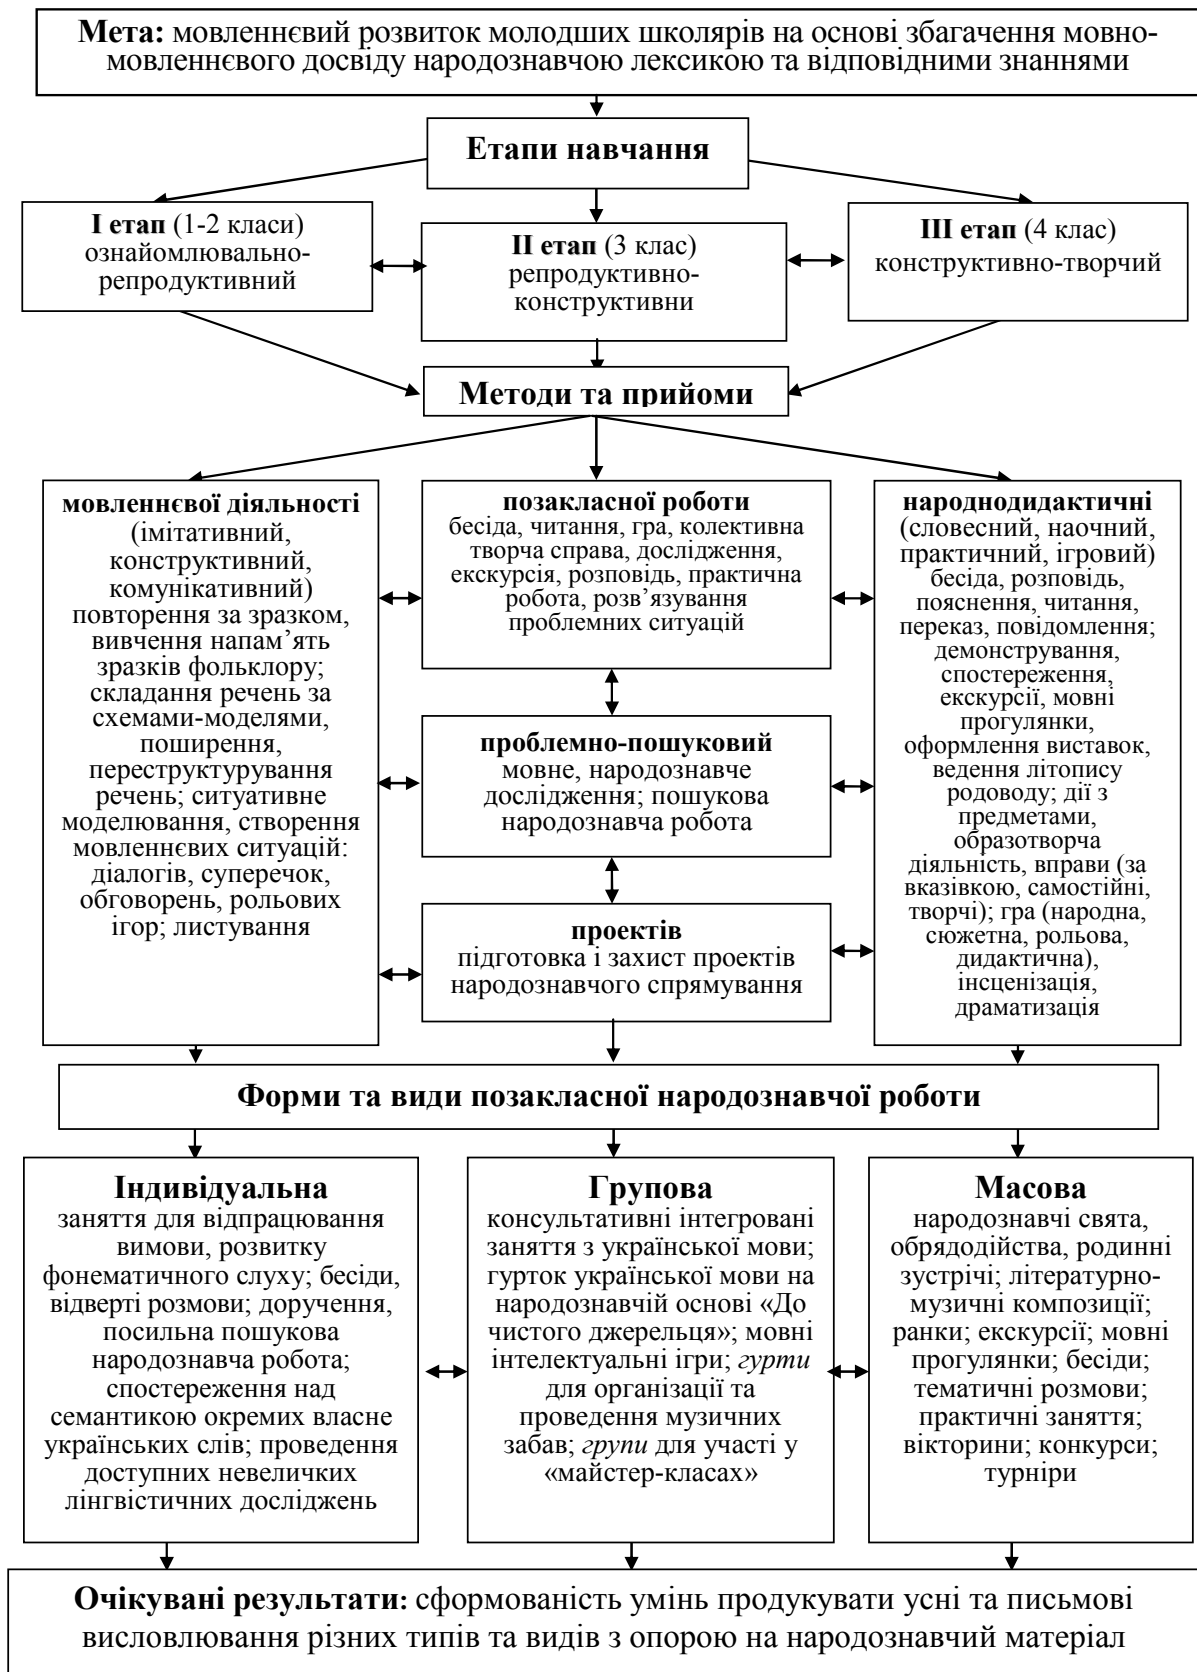 Мета: мовленнєвий розвиток молодших школярів на основі збагачення мовно-
мовленнєвого досвіду народознавчою лексикою та відповідними знаннями
Етапи навчання
І етап (1-2 класи)
ознайомлювально-
репродуктивний
ІІ етап (3 клас)
репродуктивно-
конструктивни
ІІІ етап (4 клас)
конструктивно-творчий
Методи та прийоми
мовленнєвої діяльності
(імітативний,
конструктивний,
комунікативний)
повторення за зразком,
вивчення напам’ять
зразків фольклору;
складання речень за
схемами-моделями,
поширення,
переструктурування
речень; ситуативне
моделювання, створення
мовленнєвих ситуацій:
діалогів, суперечок,
обговорень, рольових
ігор; листування
позакласної роботи
бесіда, читання, гра, колективна
творча справа, дослідження,
екскурсія, розповідь, практична
робота, розв’язування
проблемних ситуацій
проблемно-пошуковий
мовне, народознавче
дослідження; пошукова
народознавча робота
проектів
підготовка і захист проектів
народознавчого спрямування
народнодидактичні
(словесний, наочний,
практичний, ігровий)
бесіда, розповідь,
пояснення, читання,
переказ, повідомлення;
демонстрування,
спостереження,
екскурсії, мовні
прогулянки,
оформлення виставок,
ведення літопису
родоводу; дії з
предметами,
образотворча
діяльність, вправи (за
вказівкою, самостійні,
творчі); гра (народна,
сюжетна, рольова,
дидактична),
інсценізація,
драматизація
Форми та види позакласної народознавчої роботи
Індивідуальна
заняття для відпрацювання
вимови, розвитку
фонематичного слуху; бесіди,
відверті розмови; доручення,
посильна пошукова
народознавча робота;
спостереження над
семантикою окремих власне
українських слів; проведення
доступних невеличких
лінгвістичних досліджень
Групова
консультативні інтегровані
заняття з української мови;
гурток української мови на
народознавчій основі «До
чистого джерельця»; мовні
інтелектуальні ігри; гурти
для організації та
проведення музичних
забав; групи для участі у
«майстер-класах»
Масова
народознавчі свята,
обрядодійства, родинні
зустрічі; літературно-
музичні композиції;
ранки; екскурсії; мовні
прогулянки; бесіди;
тематичні розмови;
практичні заняття;
вікторини; конкурси;
турніри
Очікувані результати: сформованість умінь продукувати усні та письмові
висловлювання різних типів та видів з опорою на народознавчий матеріал